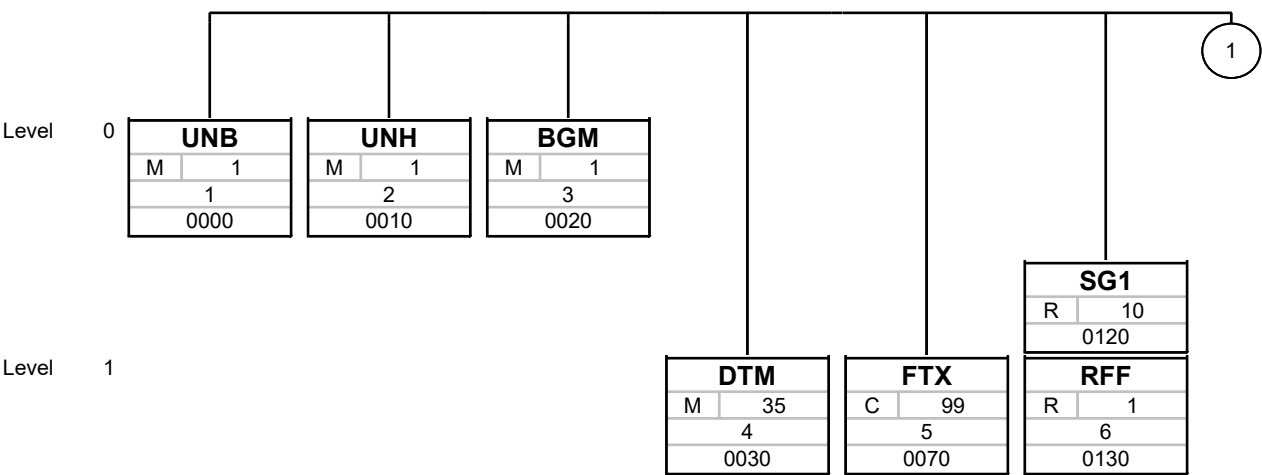 1
Level 0
UNB
M 1
1
0000
UNH
M 1
2
0010
BGM
M 1
3
0020
SG1
R 10
0120
Level 1
DTM
M 35
4
0030
FTX
C 99
5
0070
RFF
R 1
6
0130